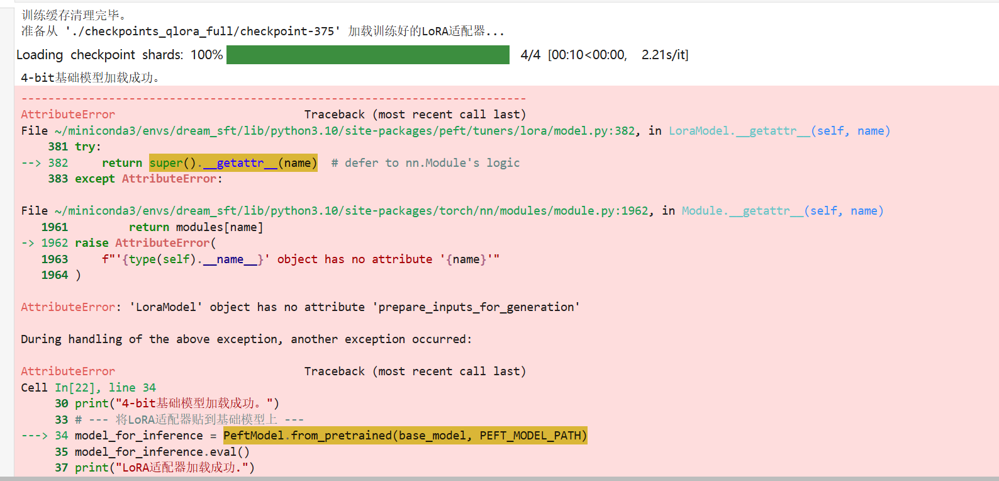 训练缓存清理完毕。
准备从 './checkpoints_qlora_full/checkpoint-375' 加载训练好的LoRA适配器...
Loading checkpoint shards: 100% 4/4 [00:10<00:00, 2.21s/it]
4-bit基础模型加载成功。
---------------------------------------------------------------------------
AttributeError                            Traceback (most recent call last)
File ~/miniconda3/envs/dream_sft/lib/python3.10/site-packages/peft/tuners/lora/model.py:382, in LoraModel.__getattr__(self, name)
    381 try:
--> 382     return super().__getattr__(name)  # defer to nn.Module's logic
    383 except AttributeError:
File ~/miniconda3/envs/dream_sft/lib/python3.10/site-packages/torch/nn/modules/module.py:1962, in Module.__getattr__(self, name)
   1961         return modules[name]
-> 1962 raise AttributeError(
   1963     f"'{type(self).__name__}' object has no attribute '{name}'"
   1964 )
AttributeError: 'LoraModel' object has no attribute 'prepare_inputs_for_generation'
During handling of the above exception, another exception occurred:
AttributeError                            Traceback (most recent call last)
Cell In[22], line 34
     30 print("4-bit基础模型加载成功。")
     33 # --- 将LoRA适配器贴到基础模型上 ---
---> 34 model_for_inference = PeftModel.from_pretrained(base_model, PEFT_MODEL_PATH)
     35 model_for_inference.eval()
     37 print("LoRA适配器加载成功.")